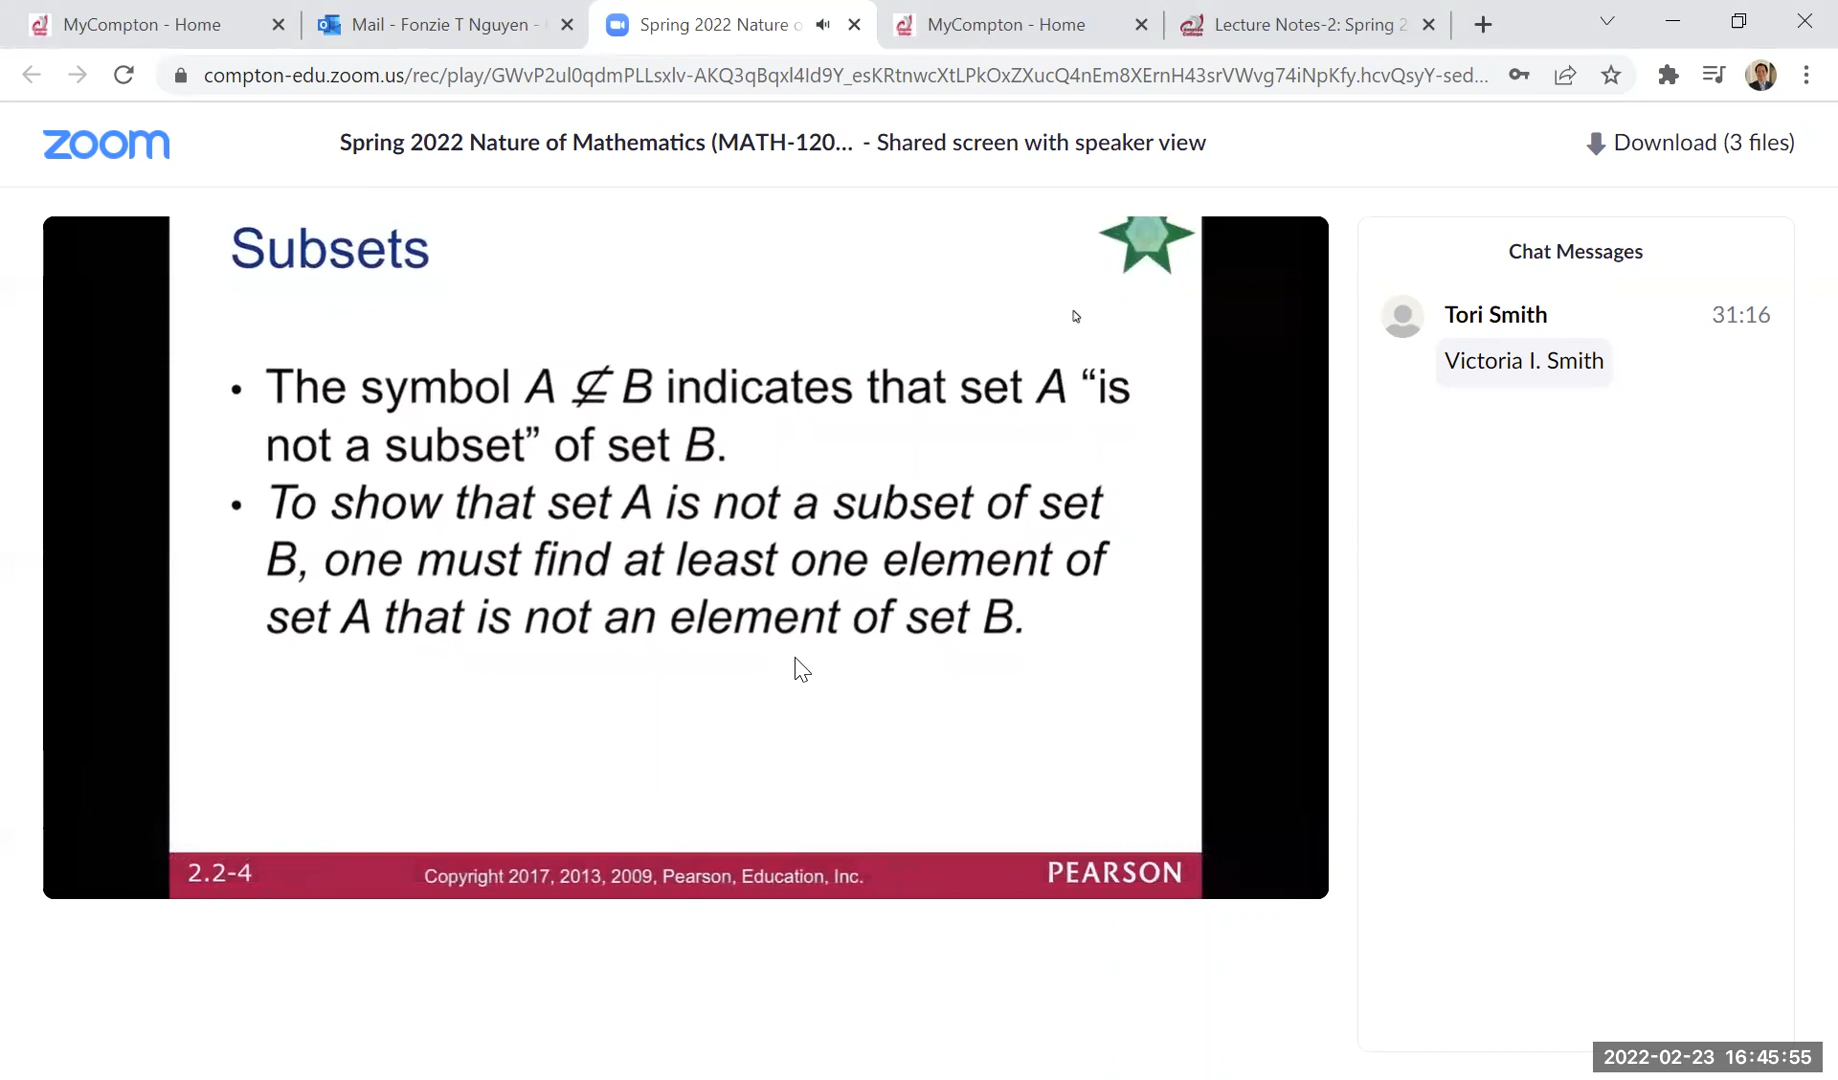 MyCompton - Home
Mail - Fonzie T Nguyen -
Spring 2022 Nature o
MyCompton - Home
Lecture Notes-2: Spring 2
compton-edu.zoom.us/rec/play/GWvP2ul0qdmPLLsxlv-AKQ3qBqxl4Id9Y_esKRtnwcXtLPkOxZXucQ4nEm8XErnH43srVWvg74iNpKfy.hcvQsyY-sed...
zoom
Spring 2022 Nature of Mathematics (MATH-120... - Shared screen with speaker view
Download (3 files)
Subsets
• The symbol A ⊈ B indicates that set A “is
not a subset” of set B.
• To show that set A is not a subset of set
B, one must find at least one element of
set A that is not an element of set B.
2.2-4
Copyright 2017, 2013, 2009, Pearson, Education, Inc.
PEARSON
Chat Messages
Tori Smith 31:16
Victoria I. Smith
2022-02-23 16:45:55